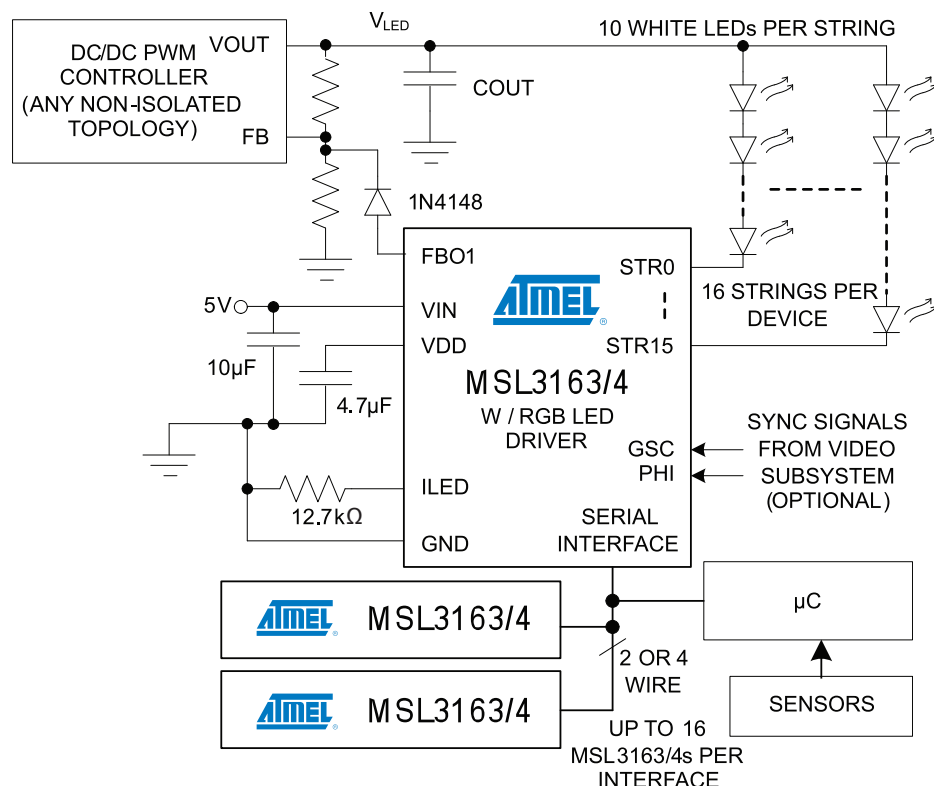 VOUT
DC/DC PWM
CONTROLLER
(ANY NON-ISOLATED
TOPOLOGY)
FB
VLED
COUT
10 WHITE LEDs PER STRING
1N4148
FBO1
STR0
ATMEL®
16 STRINGS PER
DEVICE
5V
VIN
10µF
VDD
STR15
4.7µF
MSL3163/4
W / RGB LED
DRIVER
GSC
PHI
SYNC SIGNALS
FROM VIDEO
SUBSYSTEM
(OPTIONAL)
ILED
12.7kΩ
GND
SERIAL
INTERFACE
ATMEL® MSL3163/4
ATMEL® MSL3163/4
µC
2 OR 4
WIRE
SENSORS
UP TO 16
MSL3163/4s PER
INTERFACE